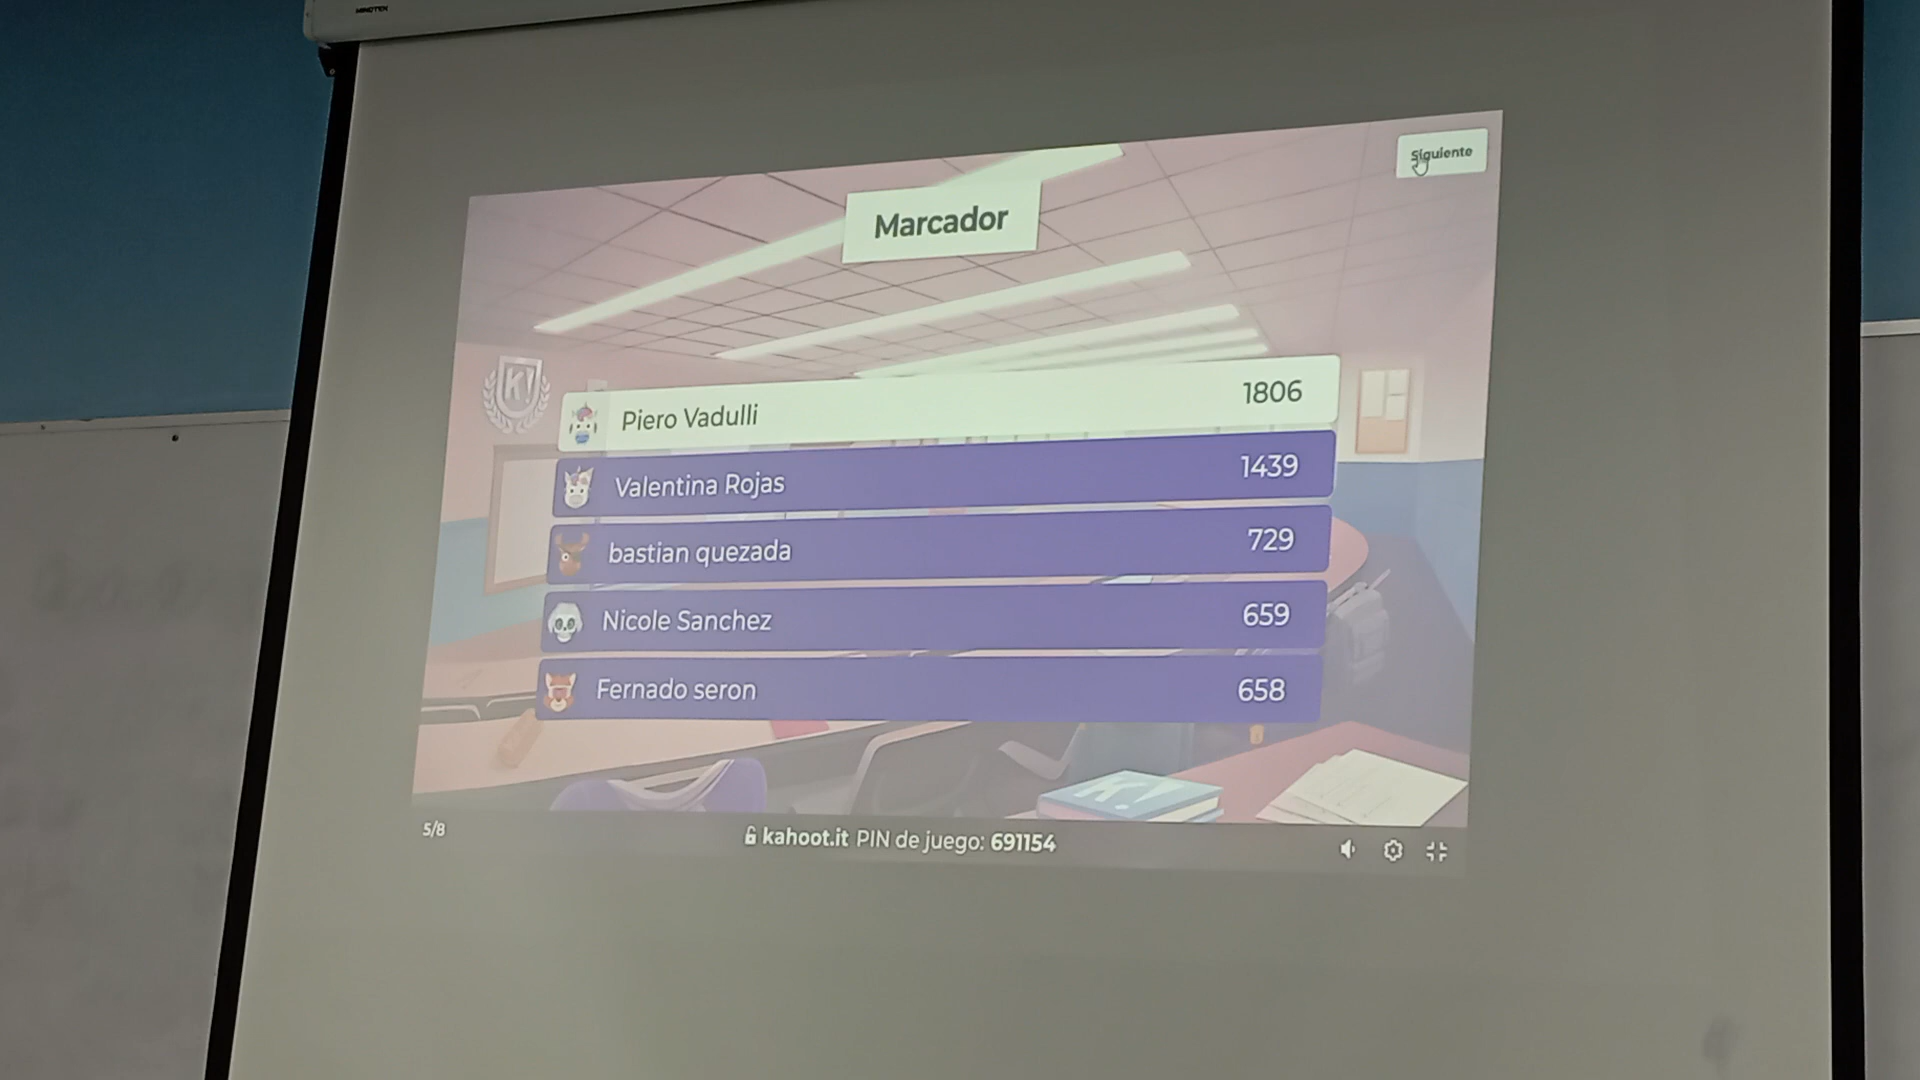 MINGTEK
Siguiente
Marcador
K!
Piero Vadulli 1806
Valentina Rojas 1439
bastian quezada 729
Nicole Sanchez 659
Fernado seron 658
K!
5/8
kahoot.it PIN de juego: 691154